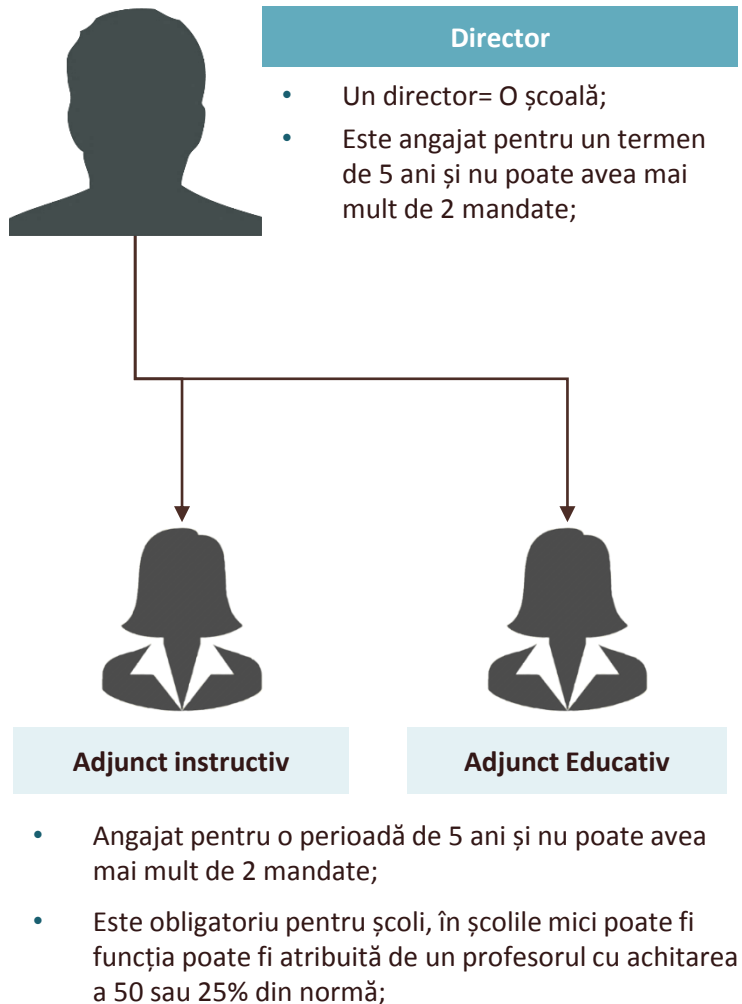 Director
• Un director= O școală;
• Este angajat pentru un termen
de 5 ani și nu poate avea mai
mult de 2 mandate;
Adjunct instructiv
Adjunct Educativ
• Angajat pentru o perioadă de 5 ani și nu poate avea
mai mult de 2 mandate;
• Este obligatoriu pentru școli, în școlile mici poate fi
funcția poate fi atribuită de un profesorul cu achitarea
a 50 sau 25% din normă;